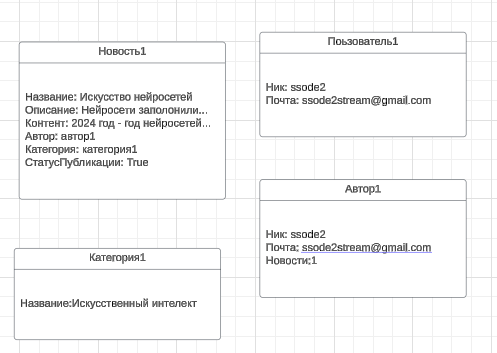 Новость1
Название: Искусство нейросетей
Описание: Нейросети заполонили...
Контент: 2024 год - год нейросетей...
Автор: автор1
Категория: категория1
СтатусПубликации: True
Поьзователь1
Ник: ssode2
Почта: ssode2stream@gmail.com
Автор1
Ник: ssode2
Почта: ssode2stream@gmail.com
Новости:1
Категория1
Название:Искусственный интелект